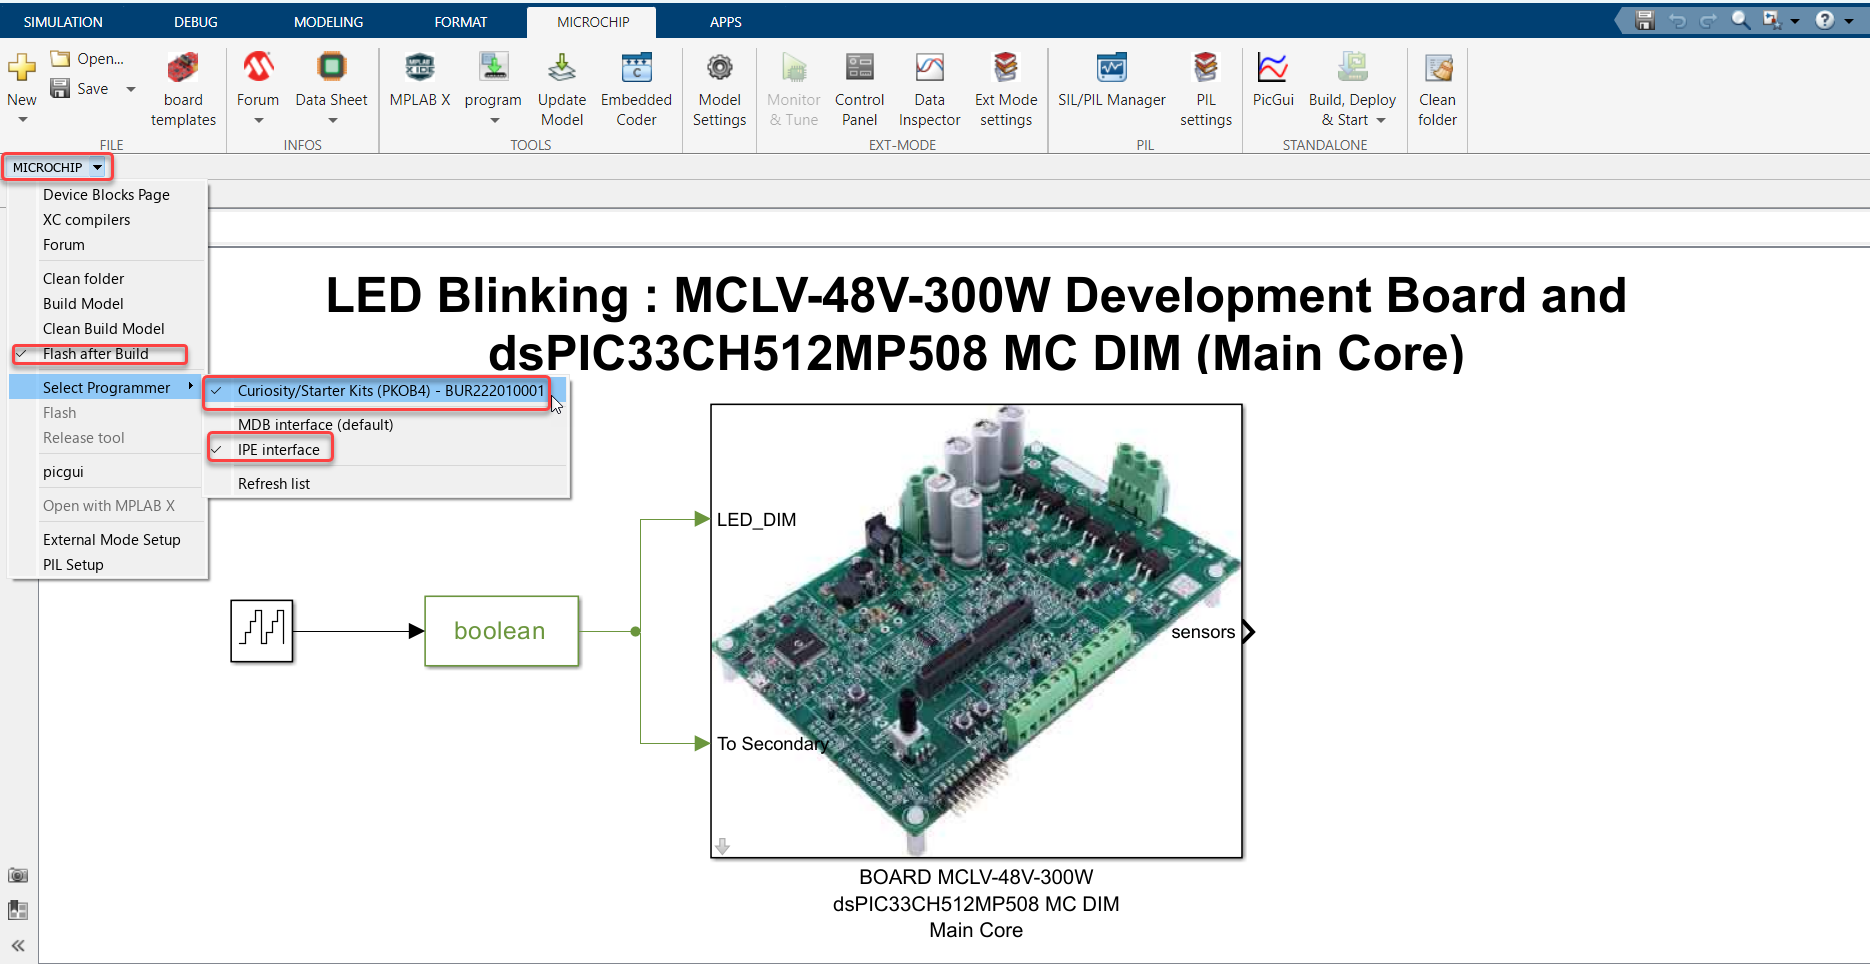 SIMULATION DEBUG MODELING FORMAT MICROCHIP APPS
New
Open...
Save
board
templates
FILE
Forum
Data Sheet
INFOS
MPLAB X
program
Update
Model
Embedded
Coder
TOOLS
Model
Settings
Monitor
& Tune
Control
Panel
Data
Inspector
Ext Mode
settings
EXT-MODE
SIL/PIL Manager
PIL
settings
PIL
PicGui
Build, Deploy
& Start
STANDALONE
Clean
folder
MICROCHIP
Device Blocks Page
XC compilers
Forum
Clean folder
Build Model
Clean Build Model
Flash after Build
Select Programmer
Flash
Release tool
picgui
Open with MPLAB X
External Mode Setup
PIL Setup
Curiosity/Starter Kits (PKOB4) - BUR222010001
MDB interface (default)
IPE interface
Refresh list
LED Blinking : MCLV-48V-300W Development Board and
dsPIC33CH512MP508 MC DIM (Main Core)
boolean
LED_DIM
To Secondary
sensors
BOARD MCLV-48V-300W
dsPIC33CH512MP508 MC DIM
Main Core